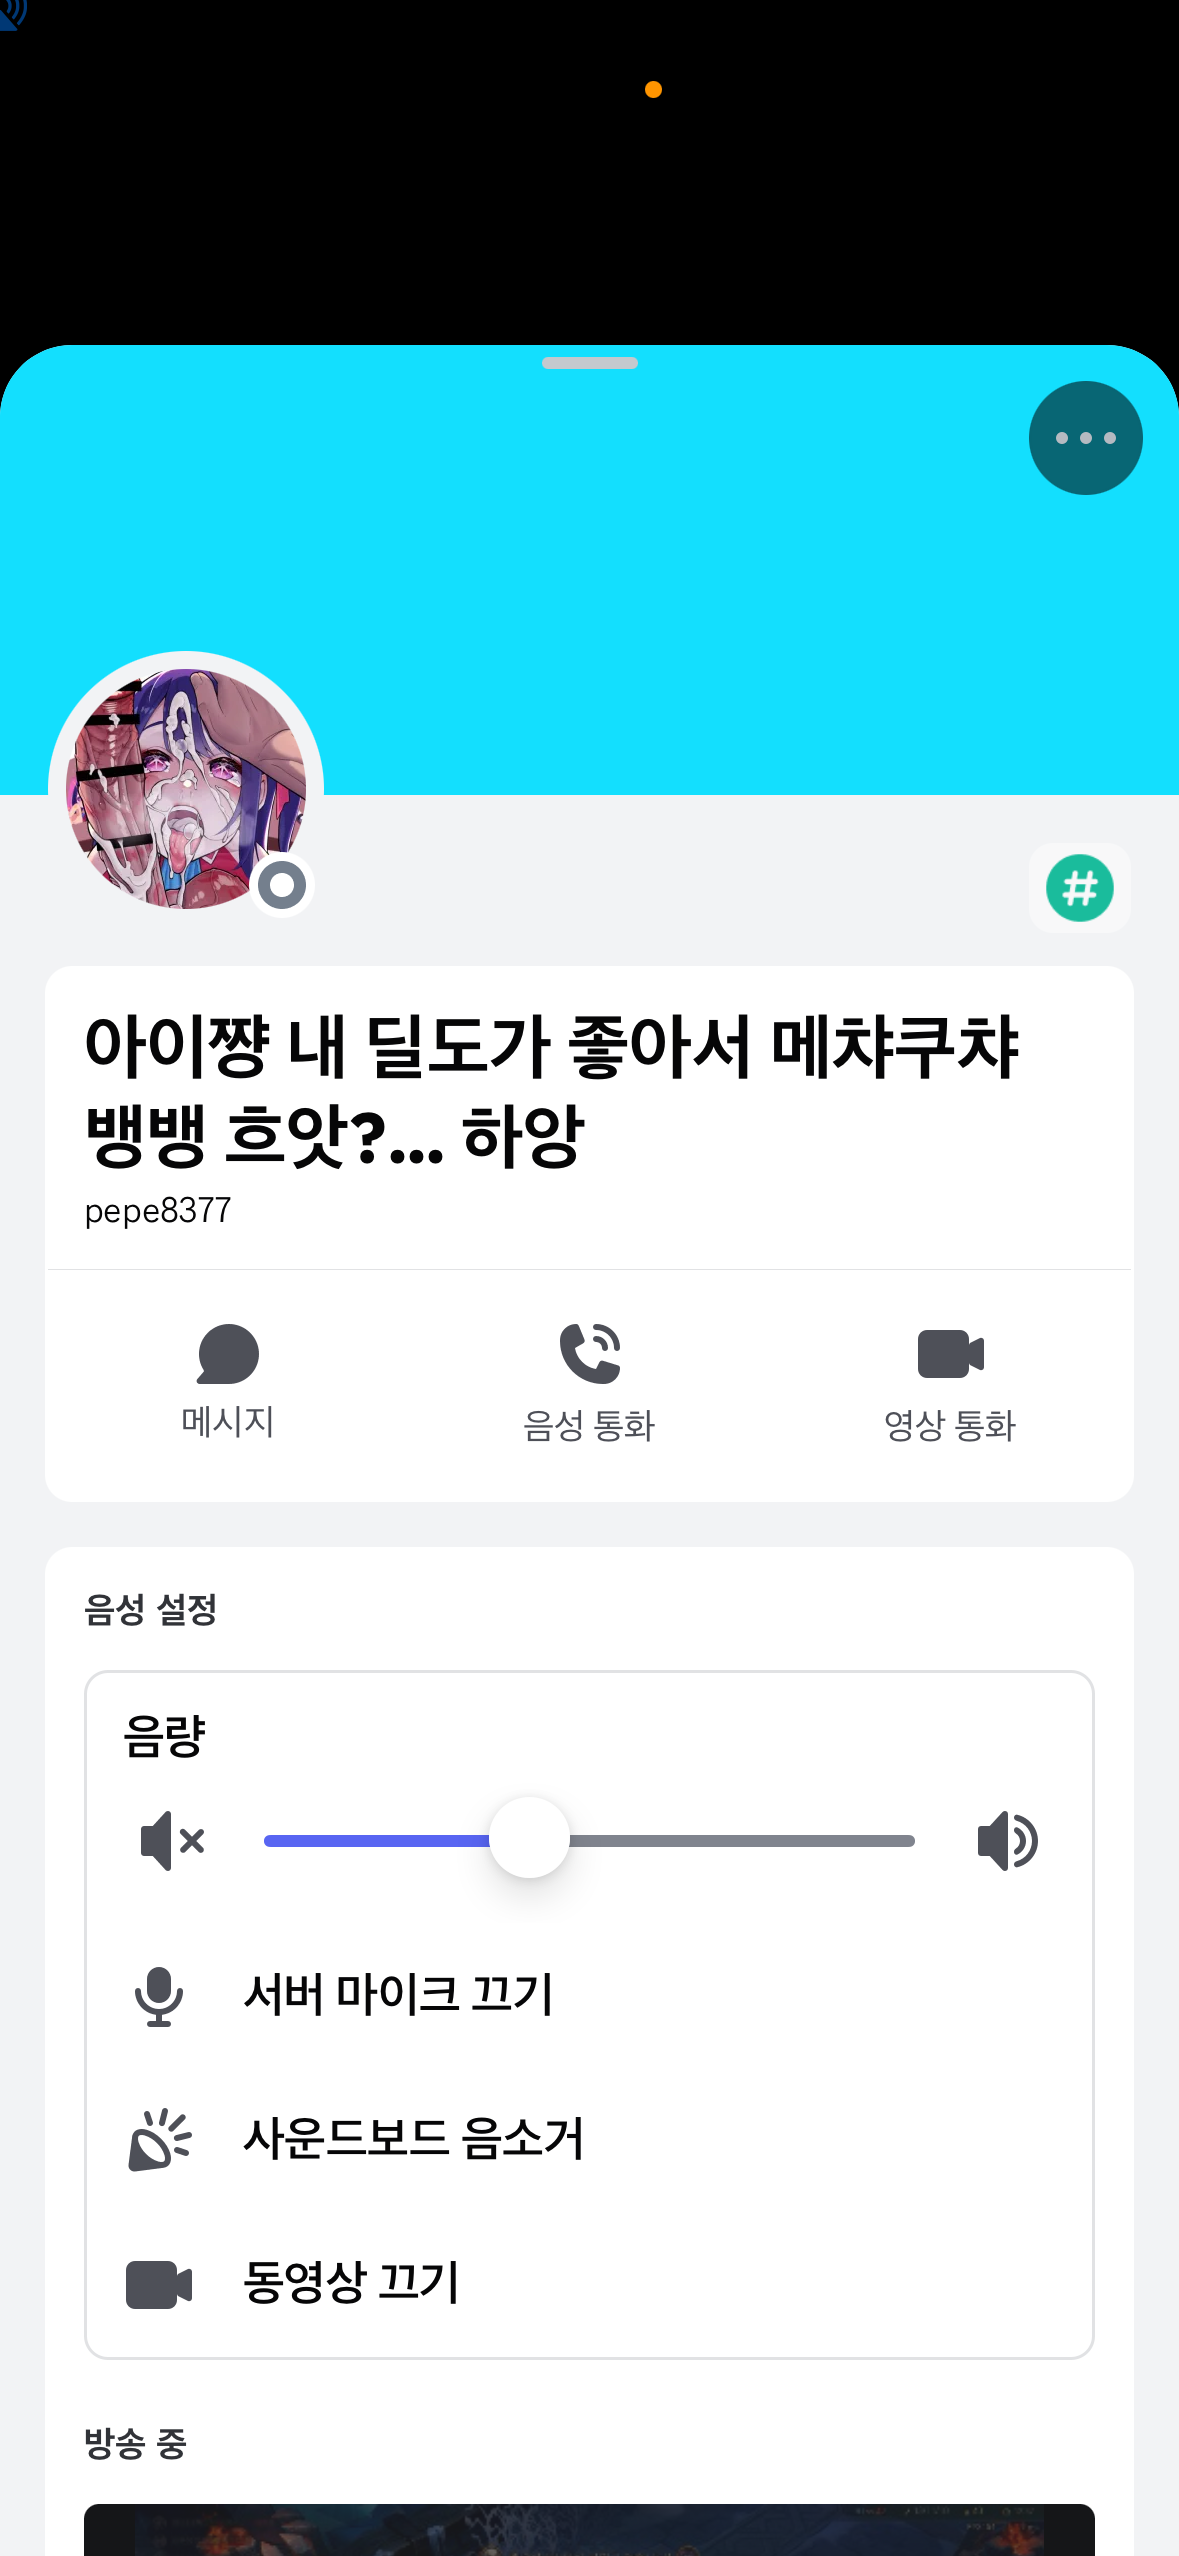 아이쨩 내 딜도가 좋아서 메챠쿠챠
뱅뱅 흐앗?... 하앙
pepe8377
메시지
음성 통화
영상 통화
음성 설정
음량
서버 마이크 끄기
사운드보드 음소거
동영상 끄기
방송 중